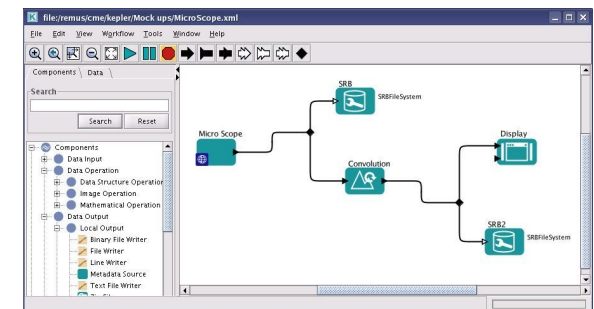 file:/remus/cme/kepler/Mock ups/MicroScope.xml
File Edit View Workflow Tools Window Help
Components Data
Search
Search Reset
Components
Data Input
Data Operation
Data Structure Operation
Image Operation
Mathematical Operation
Data Output
Local Output
Binary File Writer
File Writer
Line Writer
Metadata Source
Text File Writer
SRB
SRBFileSystem
Micro Scope
Convolution
Display
SRB2
SRBFileSystem